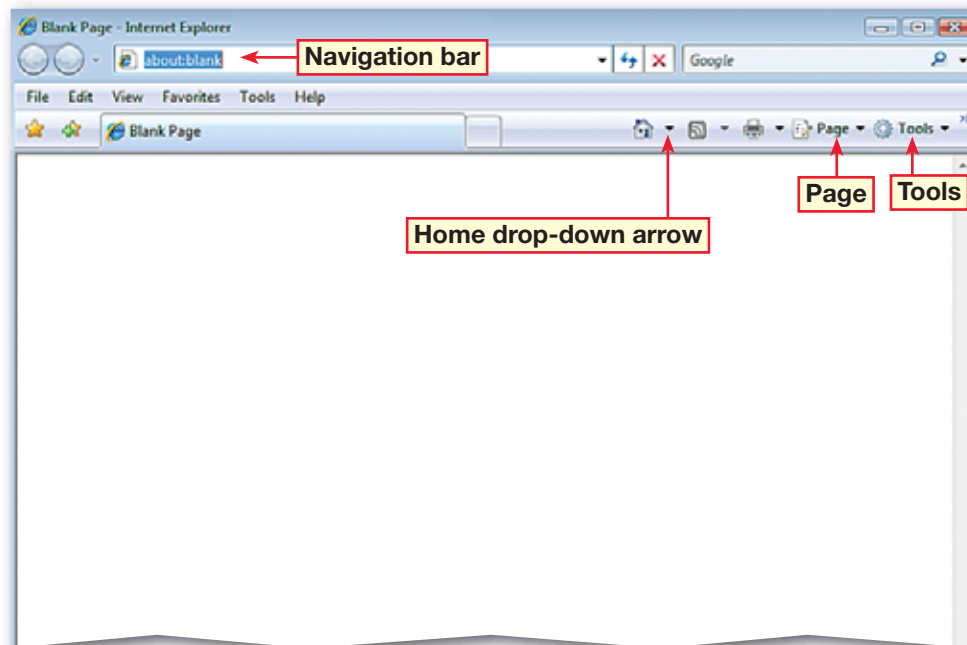 Blank Page - Internet Explorer
about:blank
Navigation bar
Google
File Edit View Favorites Tools Help
Blank Page
Page Tools
Page
Tools
Home drop-down arrow